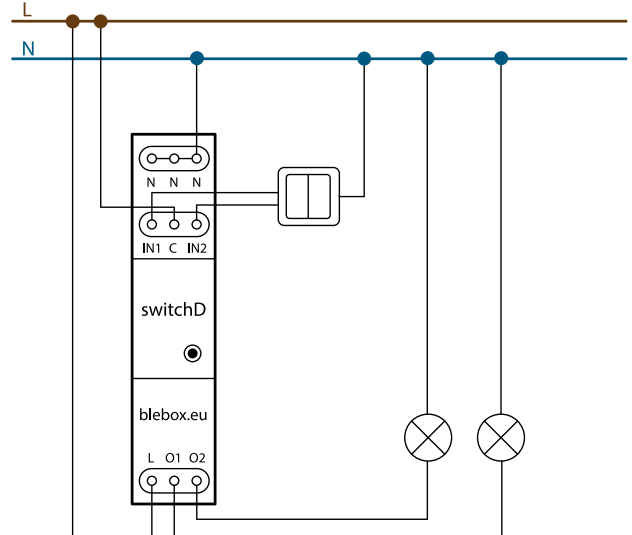 L
N
N N N
IN1 C IN2
switchD
blebox.eu
L O1 O2